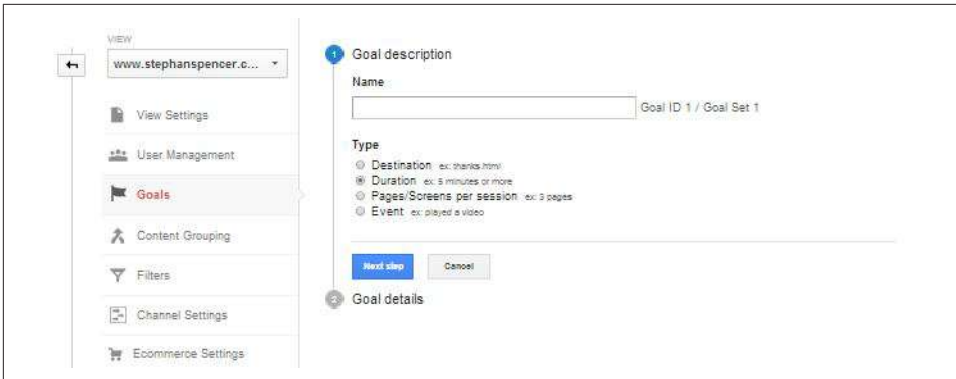 VIEW
www.stephanspencer.c...
View Settings
User Management
Goals
Content Grouping
Filters
Channel Settings
Ecommerce Settings
1 Goal description
Name
Goal ID 1 / Goal Set 1
Type
Destination ex: thanks.html
Duration ex: 5 minutes or more
Pages/Screens per session ex: 3 pages
Event ex: played a video
Next step Cancel
2 Goal details